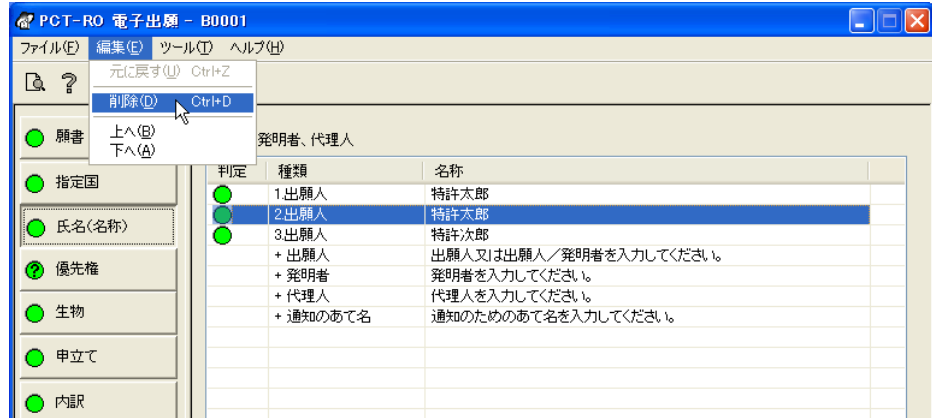 PCT-RO 電子出願 - B0001
ファイル(F) 編集(E) ツール(T) ヘルプ(H)
元に戻す(U) Ctrl+Z
削除(D) Ctrl+D
上へ(B)
下へ(A)
願書
発明者、代理人
指定国
氏名(名称)
優先権
生物
申立て
内訳
判定 種類 名称
1.出願人 特許太郎
2.出願人 特許太郎
3.出願人 特許次郎
+ 出願人 出願人又は出願人／発明者を入力してください。
+ 発明者 発明者を入力してください。
+ 代理人 代理人を入力してください。
+ 通知のあて名 通知のためのあて名を入力してください。